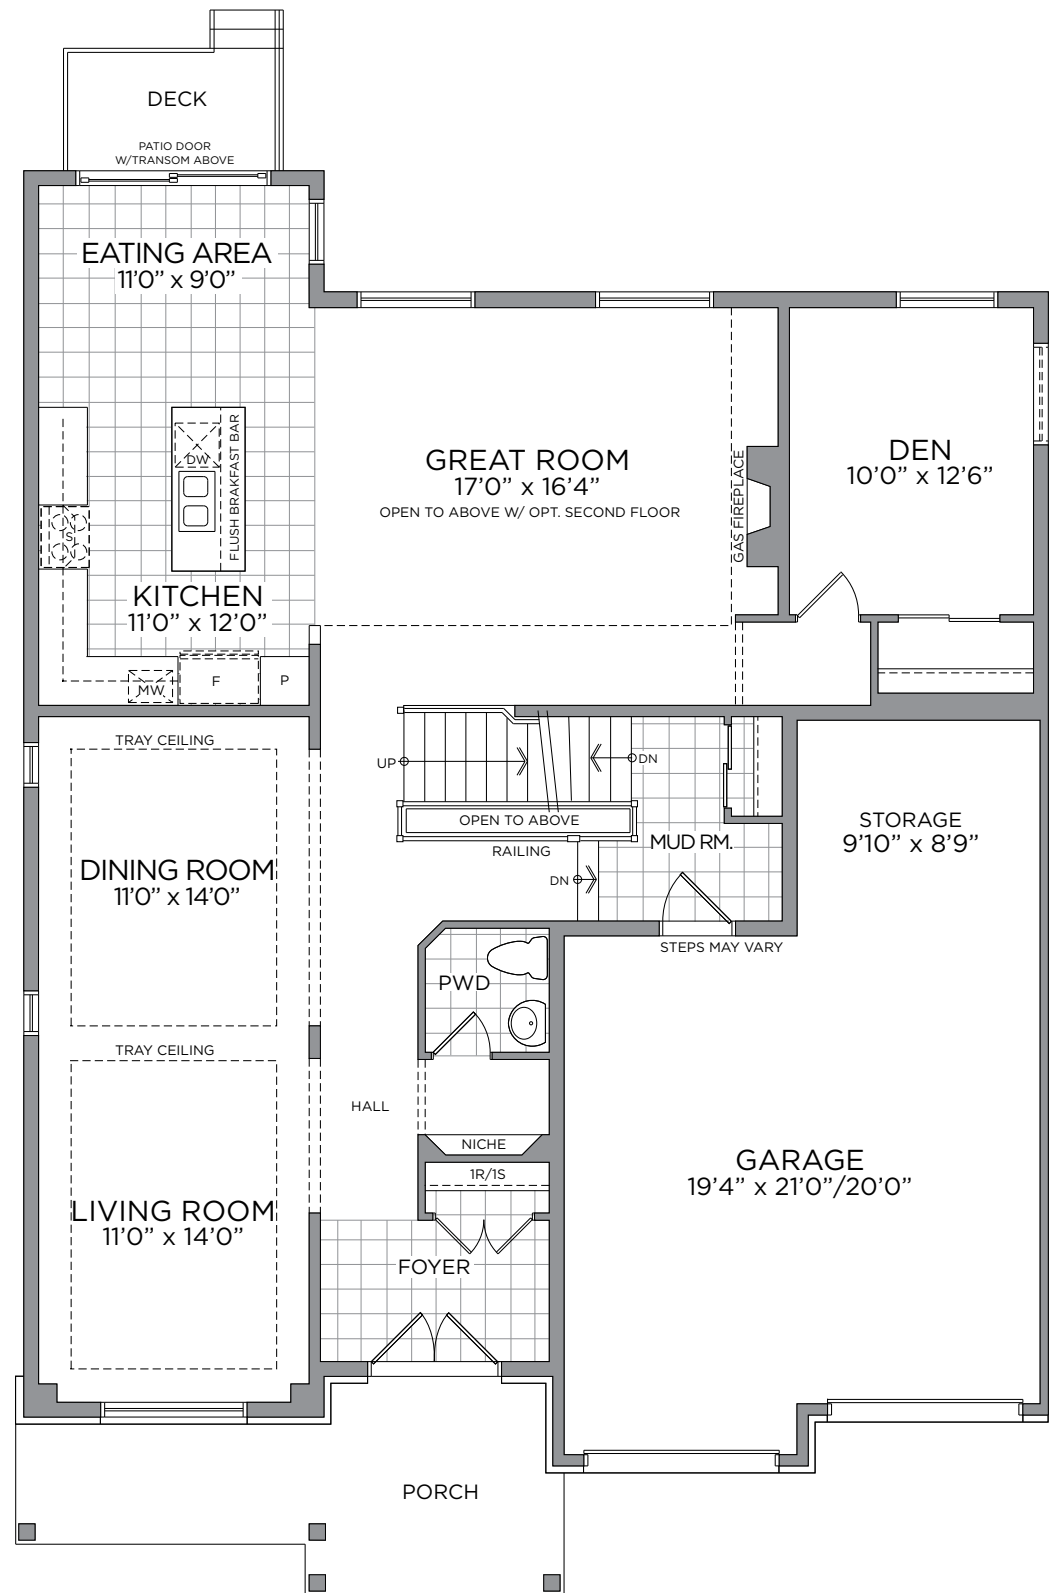 DECK
PATIO DOOR
W/TRANSOM ABOVE
EATING AREA
11’0” x 9’0”
DW
FLUSH BRAKFAST BAR
S
KITCHEN
11’0” x 12’0”
MW
F
P
GREAT ROOM
17’0” x 16’4”
OPEN TO ABOVE W/ OPT. SECOND FLOOR
GAS FIREPLACE
DEN
10’0” x 12’6”
TRAY CEILING
UP
DN
OPEN TO ABOVE
RAILING
DN
MUD RM.
STORAGE
9’10” x 8’9”
DINING ROOM
11’0” x 14’0
STEPS MAY VARY
PWD
TRAY CEILING
HALL
NICHE
1R/1S
GARAGE
19’4” x 21’0”/20’0”
LIVING ROOM
11’0” x 14’0”
FOYER
PORCH